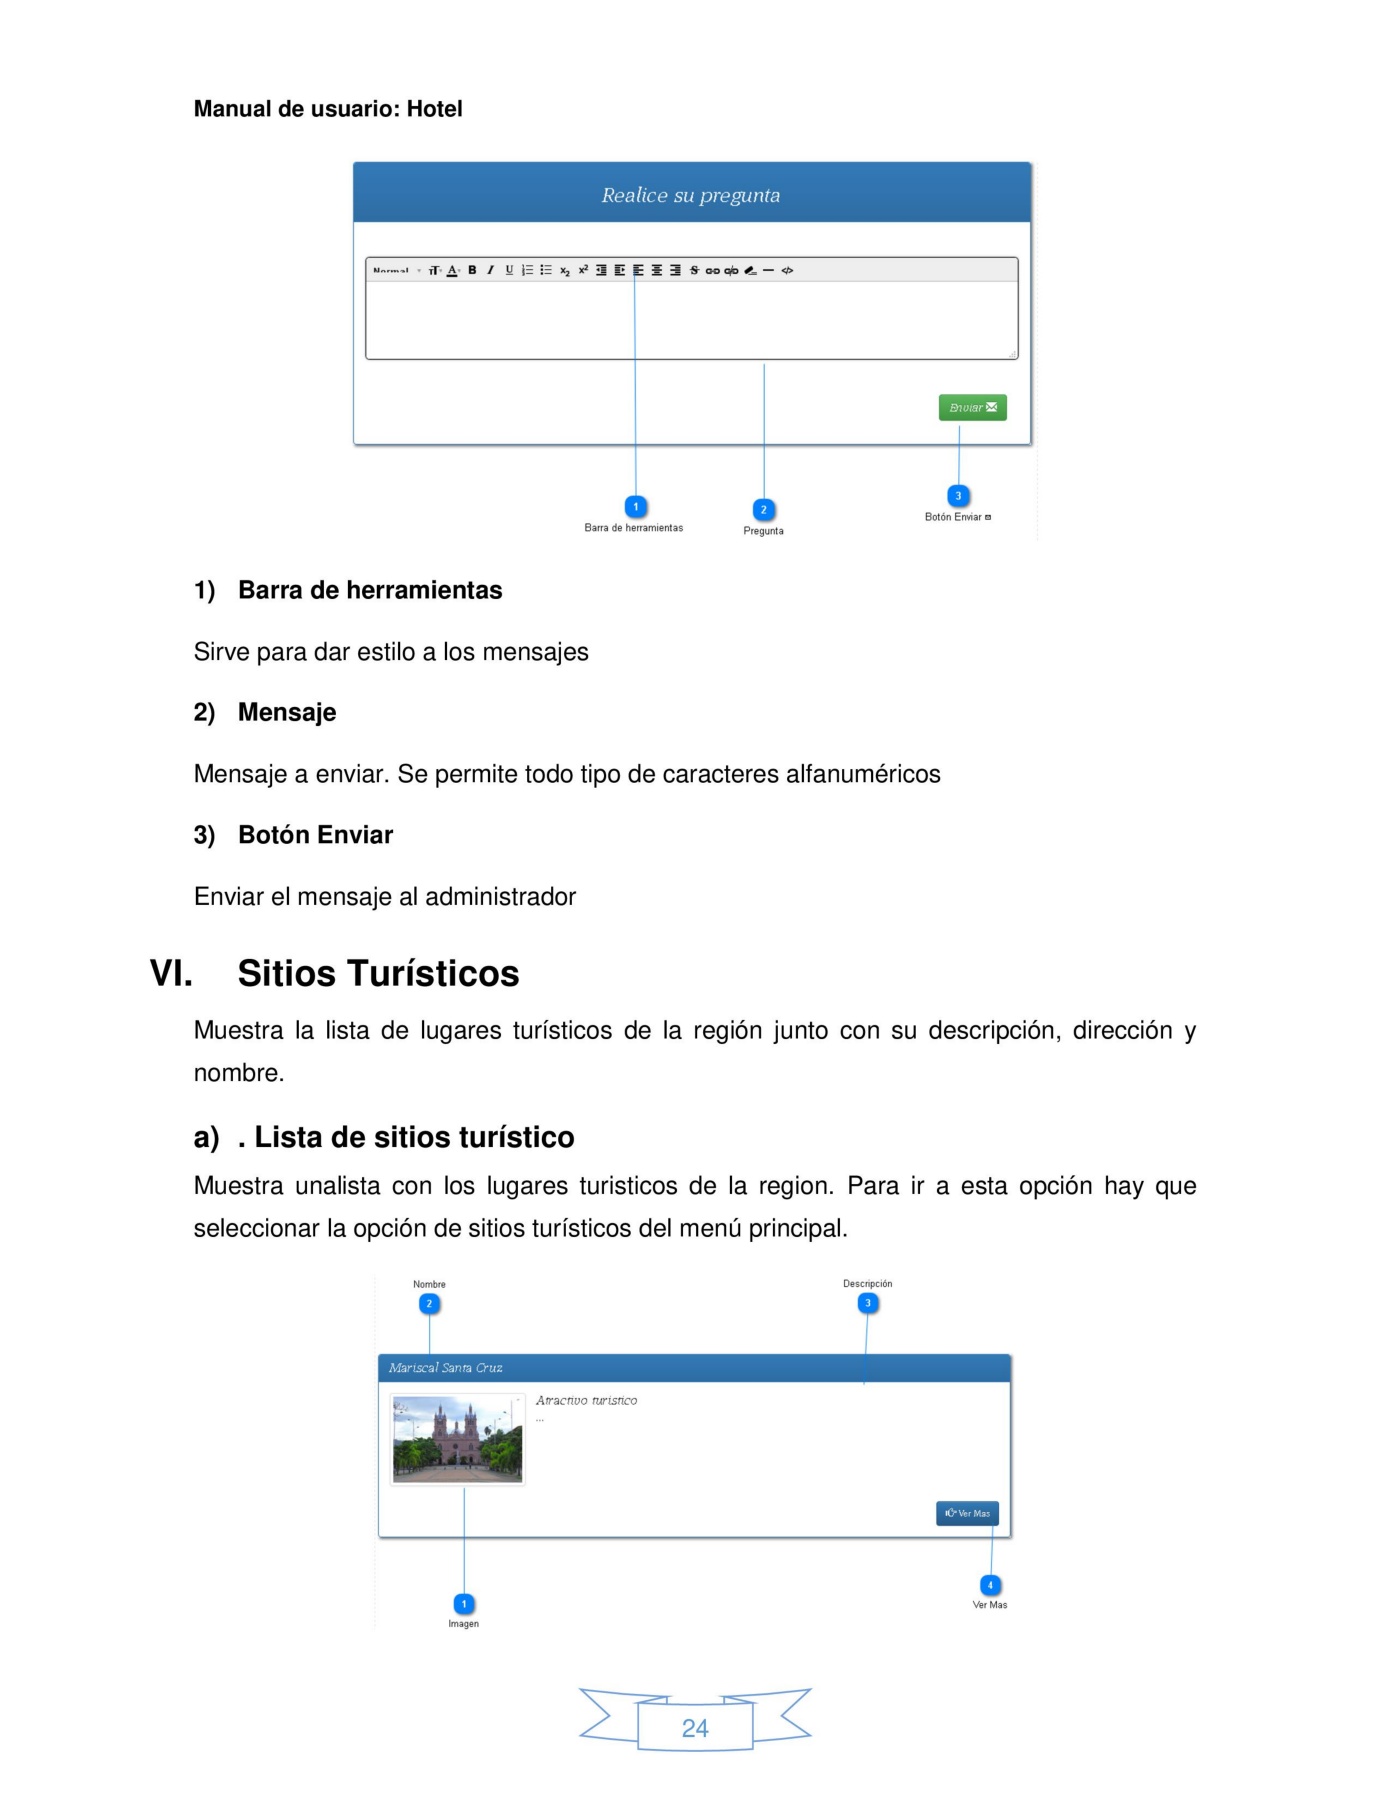 Manual de usuario: Hotel
Realice su pregunta
Normal
Enviar
1
2
3
Barra de herramientas
Pregunta
Botón Enviar
1) Barra de herramientas
Sirve para dar estilo a los mensajes
2) Mensaje
Mensaje a enviar. Se permite todo tipo de caracteres alfanuméricos
3) Botón Enviar
Enviar el mensaje al administrador
VI. Sitios Turísticos
Muestra la lista de lugares turísticos de la región junto con su descripción, dirección y
nombre.
a) . Lista de sitios turístico
Muestra unalista con los lugares turisticos de la region. Para ir a esta opción hay que
seleccionar la opción de sitios turísticos del menú principal.
Nombre
2
Descripción
3
Mariscal Santa Cruz
Atractivo turistico
...
Ver Mas
4
Ver Mas
1
Imagen
24